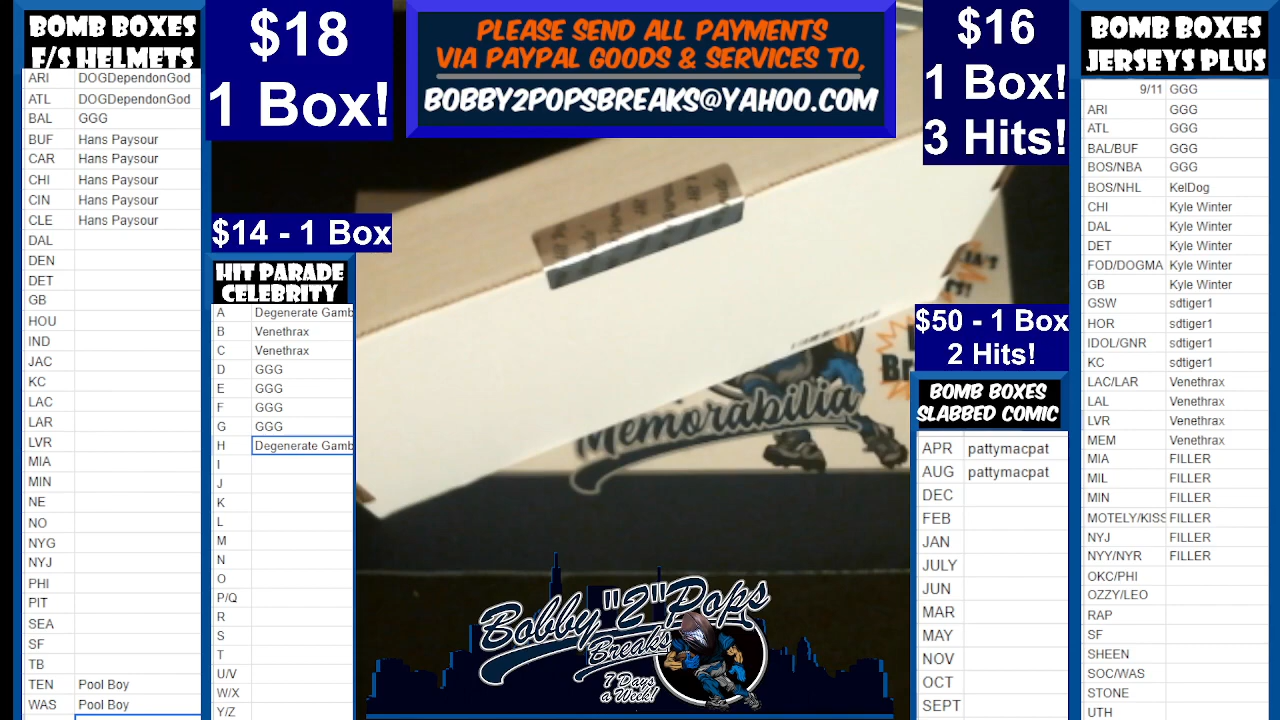 BOMB BOXES
F/S HELMETS
ARI DOGDependonGod
ATL DOGDependonGod
BAL GGG
BUF Hans Paysour
CAR Hans Paysour
CHI Hans Paysour
CIN Hans Paysour
CLE Hans Paysour
DAL
DEN
DET
GB
HOU
IND
JAC
KC
LAC
LAR
LVR
MIA
MIN
NE
NO
NYG
NYJ
PHI
PIT
SEA
SF
TB
TEN Pool Boy
WAS Pool Boy
$18
1 Box!
$14 - 1 Box
HIT PARADE
CELEBRITY
A Degenerate Gamb
B Venethrax
C Venethrax
D GGG
E GGG
F GGG
G GGG
H Degenerate Gamb
I
J
K
L
M
N
O
P/Q
R
S
T
U/V
W/X
Y/Z
PLEASE SEND ALL PAYMENTS
VIA PAYPAL GOODS & SERVICES TO,
BOBBY2POPSBREAKS@YAHOO.COM
Memorabilia
Bobby "2" Pops
Breaks
7 Days
a Week!
$16
1 Box!
3 Hits!
$50 - 1 Box
2 Hits!
BOMB BOXES
SLABBED COMIC
APR pattymacpat
AUG pattymacpat
DEC
FEB
JAN
JULY
JUN
MAR
MAY
NOV
OCT
SEPT
BOMB BOXES
JERSEYS PLUS
9/11 GGG
ARI GGG
ATL GGG
BAL/BUF GGG
BOS/NBA GGG
BOS/NHL KelDog
CHI Kyle Winter
DAL Kyle Winter
DET Kyle Winter
FOD/DOGMA Kyle Winter
GB Kyle Winter
GSW sdtiger1
HOR sdtiger1
IDOL/GNR sdtiger1
KC sdtiger1
LAC/LAR Venethrax
LAL Venethrax
LVR Venethrax
MEM Venethrax
MIA FILLER
MIL FILLER
MIN FILLER
MOTELY/KISS FILLER
NYJ FILLER
NYY/NYR FILLER
OKC/PHI
OZZY/LEO
RAP
SF
SHEEN
SOC/WAS
STONE
UTH